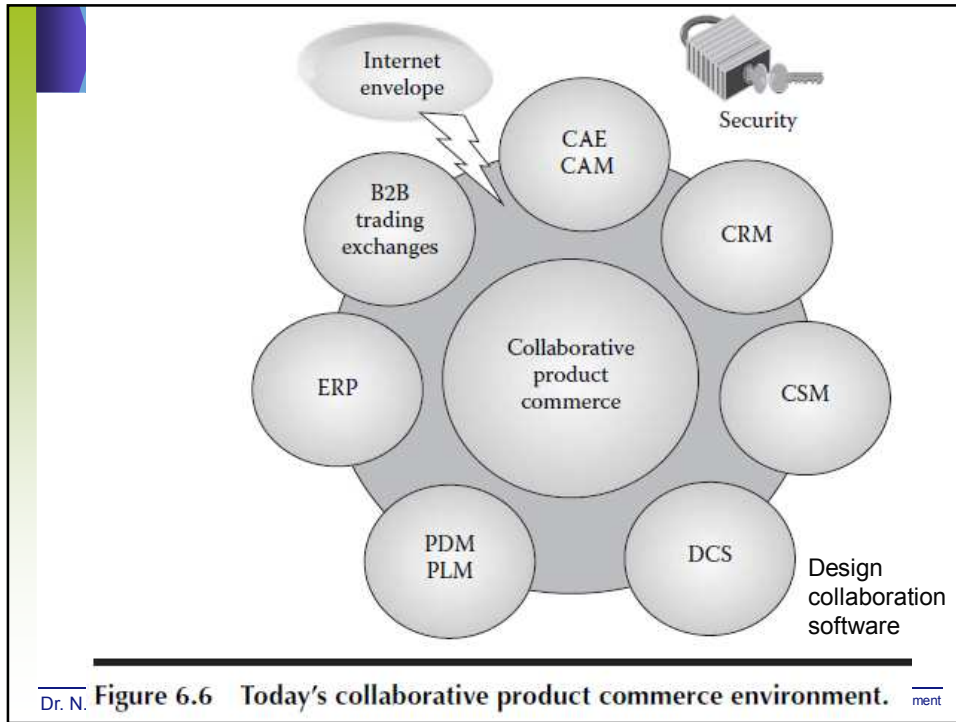 Internet
envelope
Security
CAE
CAM
B2B
trading
exchanges
CRM
Collaborative
product
commerce
ERP
CSM
PDM
PLM
DCS
Design
collaboration
software
Dr. N.
Figure 6.6 Today's collaborative product commerce environment.
ment